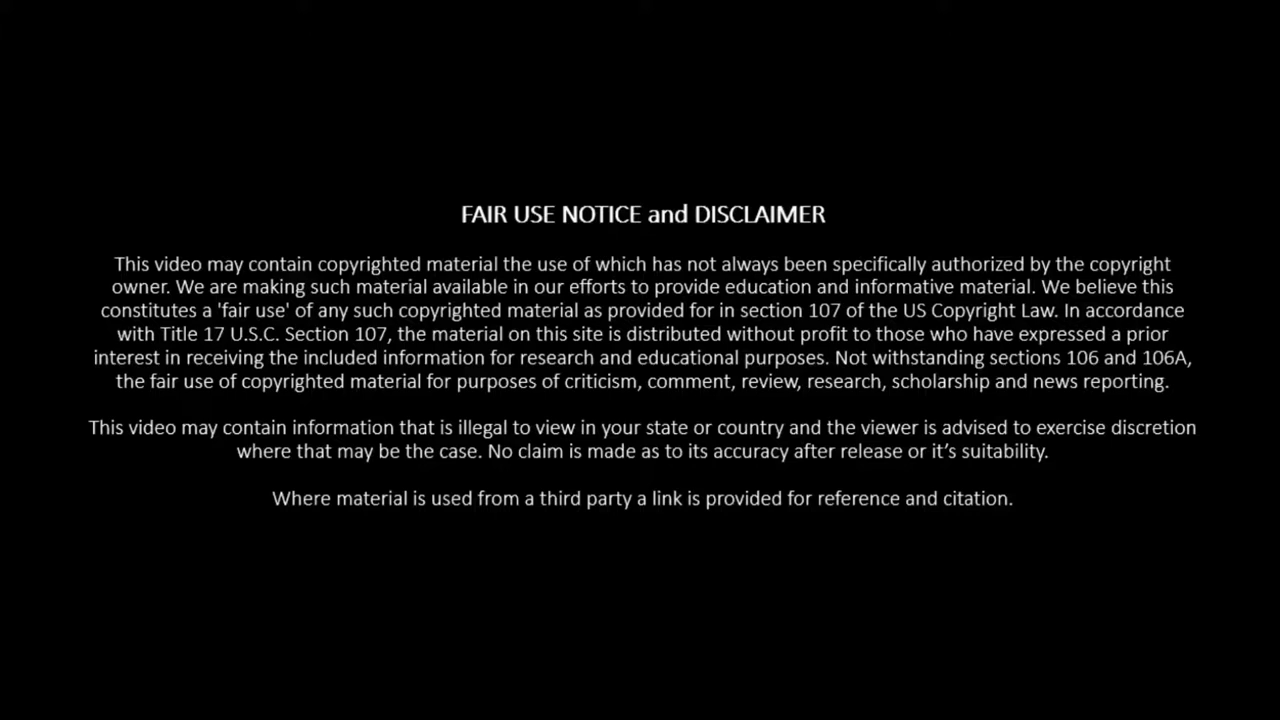 FAIR USE NOTICE and DISCLAIMER
This video may contain copyrighted material the use of which has not always been specifically authorized by the copyright
owner. We are making such material available in our efforts to provide education and informative material. We believe this
constitutes a 'fair use' of any such copyrighted material as provided for in section 107 of the US Copyright Law. In accordance
with Title 17 U.S.C. Section 107, the material on this site is distributed without profit to those who have expressed a prior
interest in receiving the included information for research and educational purposes. Not withstanding sections 106 and 106A,
the fair use of copyrighted material for purposes of criticism, comment, review, research, scholarship and news reporting.
This video may contain information that is illegal to view in your state or country and the viewer is advised to exercise discretion
where that may be the case. No claim is made as to its accuracy after release or it’s suitability.
Where material is used from a third party a link is provided for reference and citation.